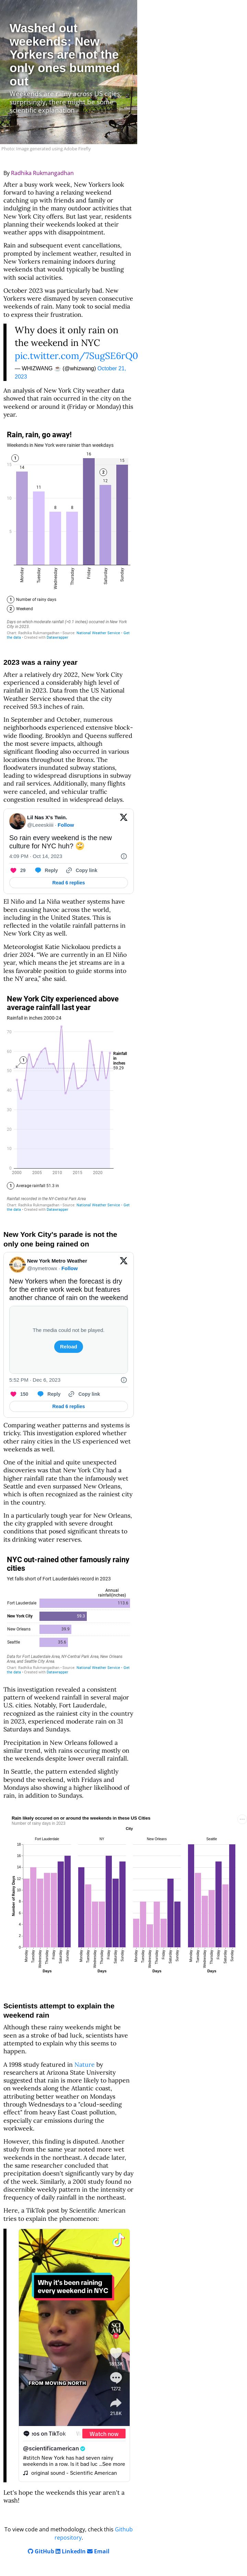 Washed out
weekends: New
Yorkers are not the
only ones bummed
out
Weekends are rainy across US cities,
surprisingly, there might be some
scientific explanation.
Photo: Image generated using Adobe Firefly
By Radhika Rukmangadhan
After a busy work week, New Yorkers look
forward to having a relaxing weekend
catching up with friends and family or
indulging in the many outdoor activities that
New York City offers. But last year, residents
planning their weekends looked at their
weather apps with disappointment.
Rain and subsequent event cancellations,
prompted by inclement weather, resulted in
New Yorkers remaining indoors during
weekends that would typically be bustling
with social activities.
October 2023 was particularly bad. New
Yorkers were dismayed by seven consecutive
weekends of rain. Many took to social media
to express their frustration.
Why does it only rain on
the weekend in NYC
pic.twitter.com/7SugSE6rQ0
— WHIZWANG ☕ (@whizwang) October 21,
2023
An analysis of New York City weather data
showed that rain occurred in the city on the
weekend or around it (Friday or Monday) this
year.
Rain, rain, go away!
Weekends in New York were rainier than weekdays
1
16
15
15
14
2
12
11
10
8
8
5
Monday
Tuesday
Wednesday
Thursday
Friday
Saturday
Sunday
1 Number of rainy days
2 Weekend
Days on which moderate rainfall (>0.1 inches) occurred in New York
City in 2023
Chart: Radhika Rukmangadhan • Source: National Weather Service • Get
the data • Created with Datawrapper
2023 was a rainy year
After a relatively dry 2022, New York City
experienced a considerably high level of
rainfall in 2023. Data from the US National
Weather Service showed that the city
received 59.3 inches of rain.
In September and October, numerous
neighborhoods experienced extensive block-
wide flooding. Brooklyn and Queens suffered
the most severe impacts, although
significant flooding also occurred in various
locations throughout the Bronx. The
floodwaters inundated subway stations,
leading to widespread disruptions in subway
and rail services. Additionally, many flights
were canceled, and vehicular traffic
congestion resulted in widespread delays.
Lil Nas X's Twin.
@Leeeskiiii · Follow
So rain every weekend is the new
culture for NYC huh? 🤔
4:09 PM · Oct 14, 2023
29 Reply Copy link
Read 6 replies
El Niño and La Niña weather systems have
been causing havoc across the world,
including in the United States. This is
reflected in the volatile rainfall patterns in
New York City as well.
Meteorologist Katie Nickolaou predicts a
drier 2024. “We are currently in an El Niño
year, which means the jet streams are in a
less favorable position to guide storms into
the NY area,” she said.
New York City experienced above
average rainfall last year
Rainfall in inches 2000-24
70
60
50
40
30
20
10
0
1
Rainfall
in
inches
59.29
2000 2005 2010 2015 2020
1 Average rainfall 51.3 in
Rainfall recorded in the NY-Central Park Area
Chart: Radhika Rukmangadhan • Source: National Weather Service • Get
the data • Created with Datawrapper
New York City's parade is not the
only one being rained on
New York Metro Weather
@nymetrowx · Follow
New Yorkers when the forecast is dry
for the entire work week but features
another chance of rain on the weekend
The media could not be played.
Reload
5:52 PM · Dec 6, 2023
150 Reply Copy link
Read 6 replies
Comparing weather patterns and systems is
tricky. This investigation explored whether
other rainy cities in the US experienced wet
weekends as well.
One of the initial and quite unexpected
discoveries was that New York City had a
higher rainfall rate than the infamously wet
Seattle and even surpassed New Orleans,
which is often recognized as the rainiest city
in the country.
In a particularly tough year for New Orleans,
the city grappled with severe drought
conditions that posed significant threats to
its drinking water reserves.
NYC out-rained other famously rainy
cities
Yet falls short of Fort Lauderdale's record in 2023
Annual
rainfall(inches)
Fort Lauderdale 113.6
New York City 59.3
New Orleans 39.9
Seattle 35.6
Data for Fort Lauderdale Area, NY-Central Park Area, New Orleans
Area, and Seattle City Area.
Chart: Radhika Rukmangadhan • Source: National Weather Service • Get
the data • Created with Datawrapper
This investigation revealed a consistent
pattern of weekend rainfall in several major
US. cities. Notably, Fort Lauderdale,
recognized as the rainiest city in the country
in 2023, experienced moderate rain on 31
Saturdays and Sundays.
Precipitation in New Orleans followed a
similar trend, with rains occurring mostly on
the weekends despite lower overall rainfall.
In Seattle, the pattern extended slightly
beyond the weekend, with Fridays and
Mondays also showing a higher likelihood of
rain, in addition to Sundays.
Rain likely occured on or around the weekends in these US Cities
Number of rainy days in 2023
City
Fort Lauderdale NY New Orleans Seattle
Number of Rainy Days
18
16
14
12
10
8
6
4
2
0
Monday Tuesday Wednesday Thursday Friday Saturday Sunday
Monday Tuesday Wednesday Thursday Friday Saturday Sunday
Monday Tuesday Wednesday Thursday Friday Saturday Sunday
Monday Tuesday Wednesday Thursday Friday Saturday Sunday
Days Days Days Days
Scientists attempt to explain the
weekend rain
Although these rainy weekends might be
seen as a stroke of bad luck, scientists have
attempted to explain why this seems to
happen.
A 1998 study featured in Nature by
researchers at Arizona State University
suggested that rain is more likely to happen
on weekends along the Atlantic coast,
attributing better weather on Mondays
through Wednesdays to a "cloud-seeding
effect" from heavy East Coast pollution,
especially car emissions during the
workweek.
However, this finding is disputed. Another
study from the same year noted more wet
weekends in the northeast. A decade later,
the same researcher concluded that
precipitation doesn't significantly vary by day
of the week. Similarly, a 2001 study found no
discernible weekly pattern in the intensity or
frequency of daily rainfall in the northeast.
Here, a TikTok post by Scientific American
tries to explain the phenomenon:
Why it's been raining
every weekend in NYC
FROM MOVING NORTH
1272
21.8K
ɔs on TikTok
Watch now
@scientificamerican
#stitch New York has had seven rainy
weekends in a row. Is it bad luc ...See more
original sound - Scientific American
Let's hope the weekends this year aren't a
wash!
To view code and methodology, check this Github
repository.
GitHub LinkedIn Email